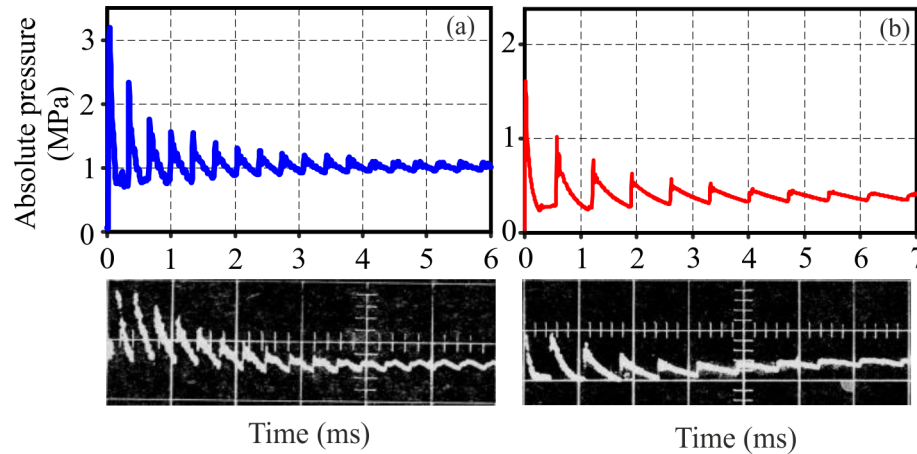 Absolute pressure
(MPa)
3
2
1
0
(a)
0 1 2 3 4 5 6
2
1
0
(b)
0 1 2 3 4 5 6 7
Time (ms)
Time (ms)